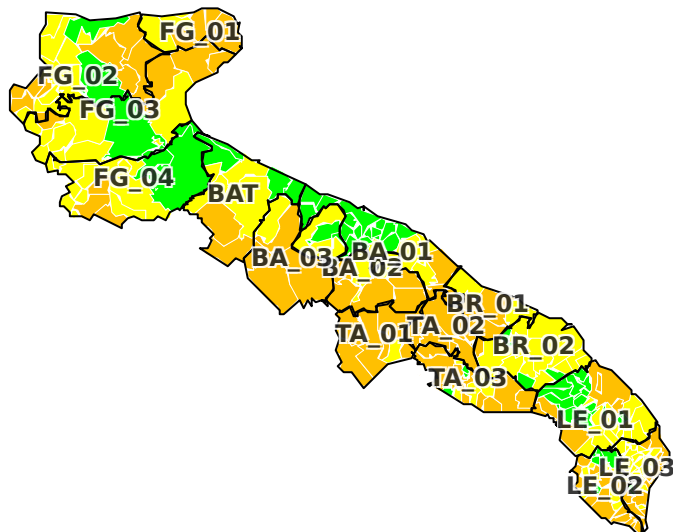 FG_01
FG_02
FG_03
FG_04
BAT
BA_01
BA_02
BA_03
BR_01
TA_02
TA_01
BR_02
TA_03
LE_01
LE_03
LE_02